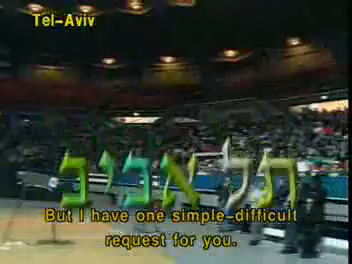 Tel-Aviv
תל אביב
But I have one simple-difficult
request for you.